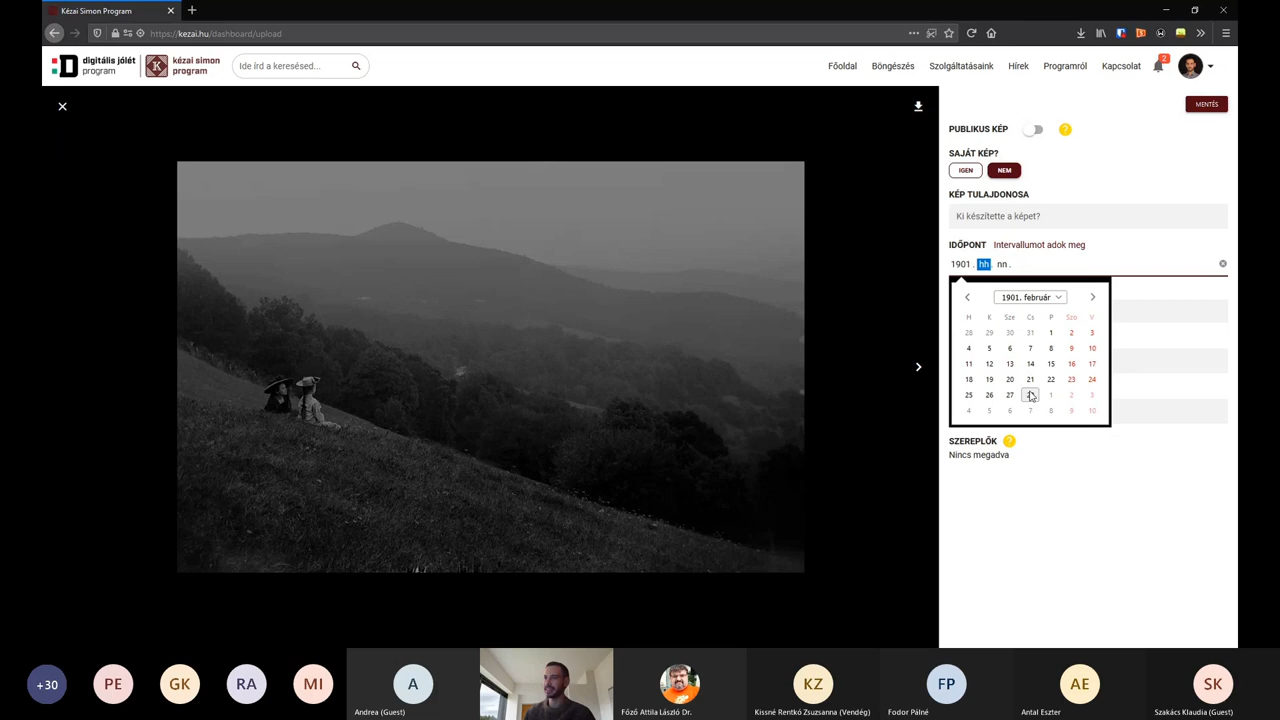 Kézai Simon Program
https://kezai.hu/dashboard/upload
digitális jólét program
K
kézai simon program
Ide írd a keresésed...
Főoldal Böngészés Szolgáltatásaink Hírek Programról Kapcsolat 2
MENTÉS
PUBLIKUS KÉP ?
SAJÁT KÉP?
IGEN NEM
KÉP TULAJDONOSA
Ki készítette a képet?
IDŐPONT Intervallumot adok meg
1901. hh nn.
1901. február
H K Sze Cs P Szo V
28 29 30 31 1 2 3
4 5 6 7 8 9 10
11 12 13 14 15 16 17
18 19 20 21 22 23 24
25 26 27 1 2 3
4 5 6 7 8 9 10
SZEREPLŐK ?
Nincs megadva
+30 PE GK RA MI A KZ FP AE SK
Andrea (Guest) Főző Attila László Dr. Kissné Rentkó Zsuzsanna (Vendég) Fodor Pálné Antal Eszter Szakács Klaudia (Guest)